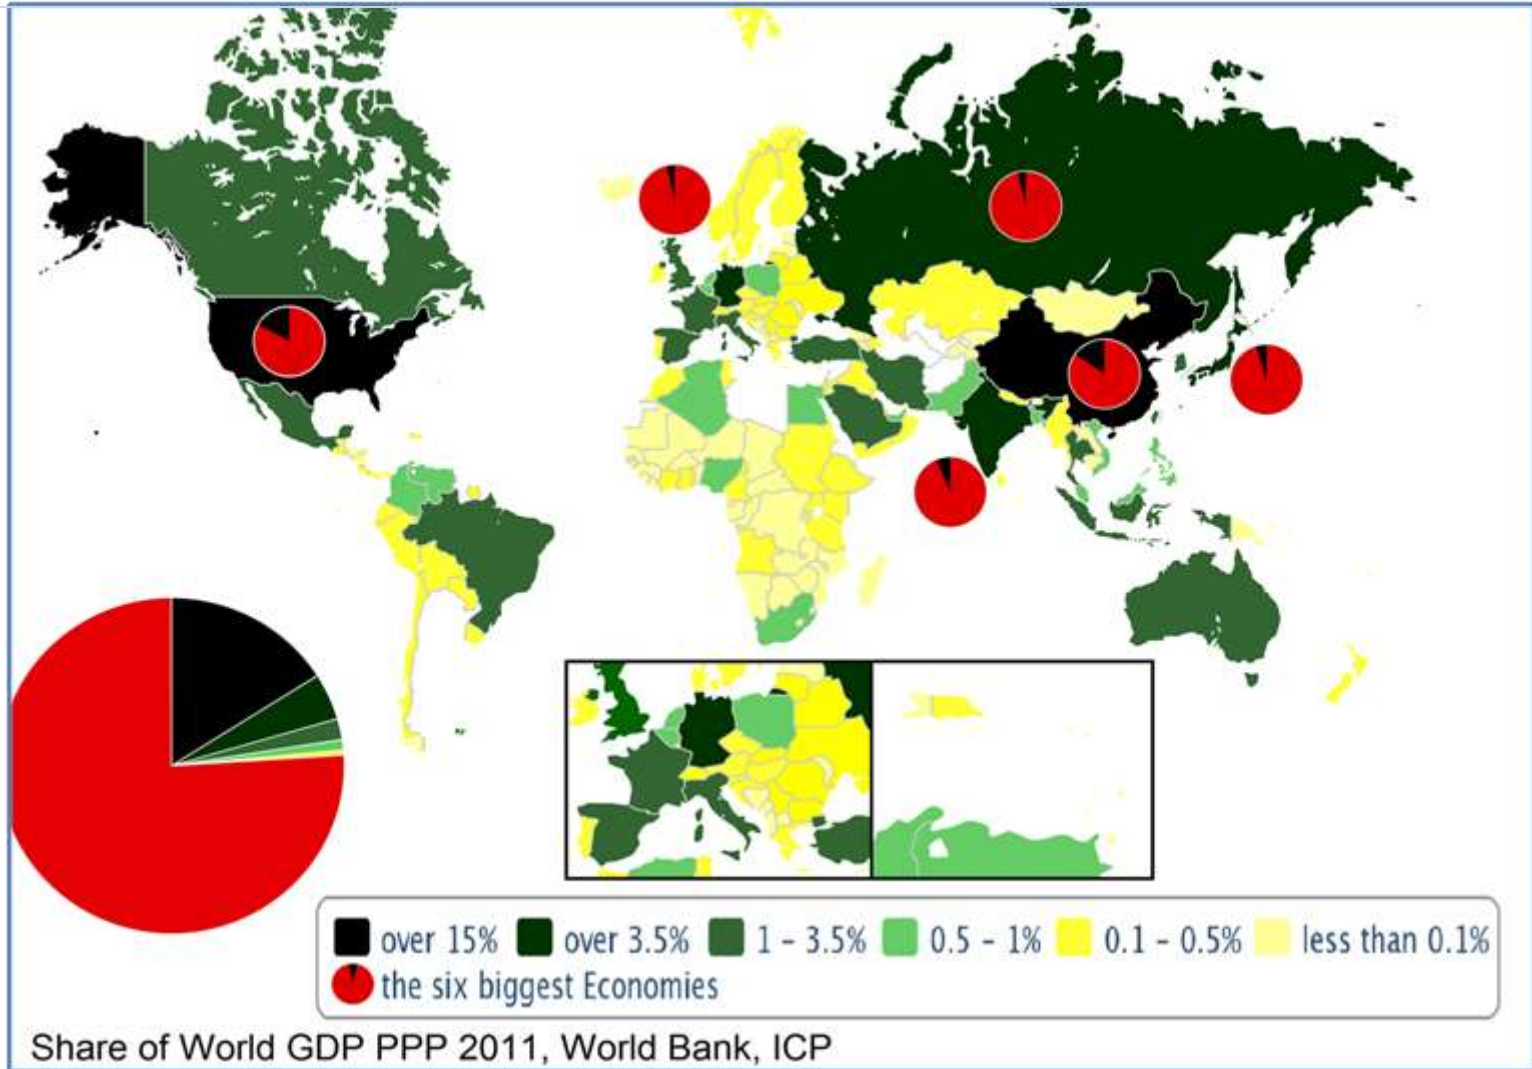 over 15% over 3.5% 1 – 3.5% 0.5 – 1% 0.1 – 0.5% less than 0.1%
the six biggest Economies
Share of World GDP PPP 2011, World Bank, ICP